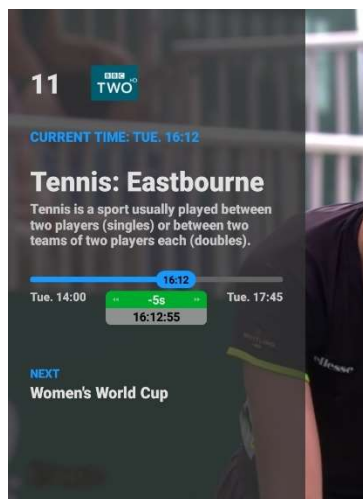 11
BBC
TWO HD
CURRENT TIME: TUE. 16:12
Tennis: Eastbourne
Tennis is a sport usually played between
two players (singles) or between two
teams of two players each (doubles).
16:12
Tue. 14:00
-5s
Tue. 17:45
16:12:55
ellesse
NEXT
Women's World Cup